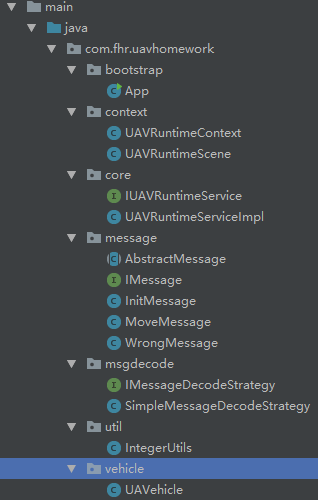 main
java
com.fhr.uavhomework
bootstrap
App
context
UAVRuntimeContext
UAVRuntimeScene
core
IUAVRuntimeService
UAVRuntimeServiceImpl
message
AbstractMessage
IMessage
InitMessage
MoveMessage
WrongMessage
msgdecode
IMessageDecodeStrategy
SimpleMessageDecodeStrategy
util
IntegerUtils
vehicle
UAVehicle